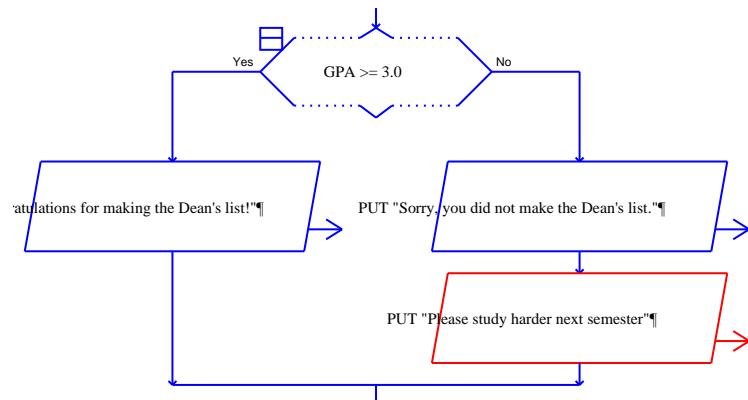 GPA >= 3.0
Yes
No
ratulations for making the Dean's list!"¶
PUT "Sorry, you did not make the Dean's list."¶
PUT "Please study harder next semester"¶